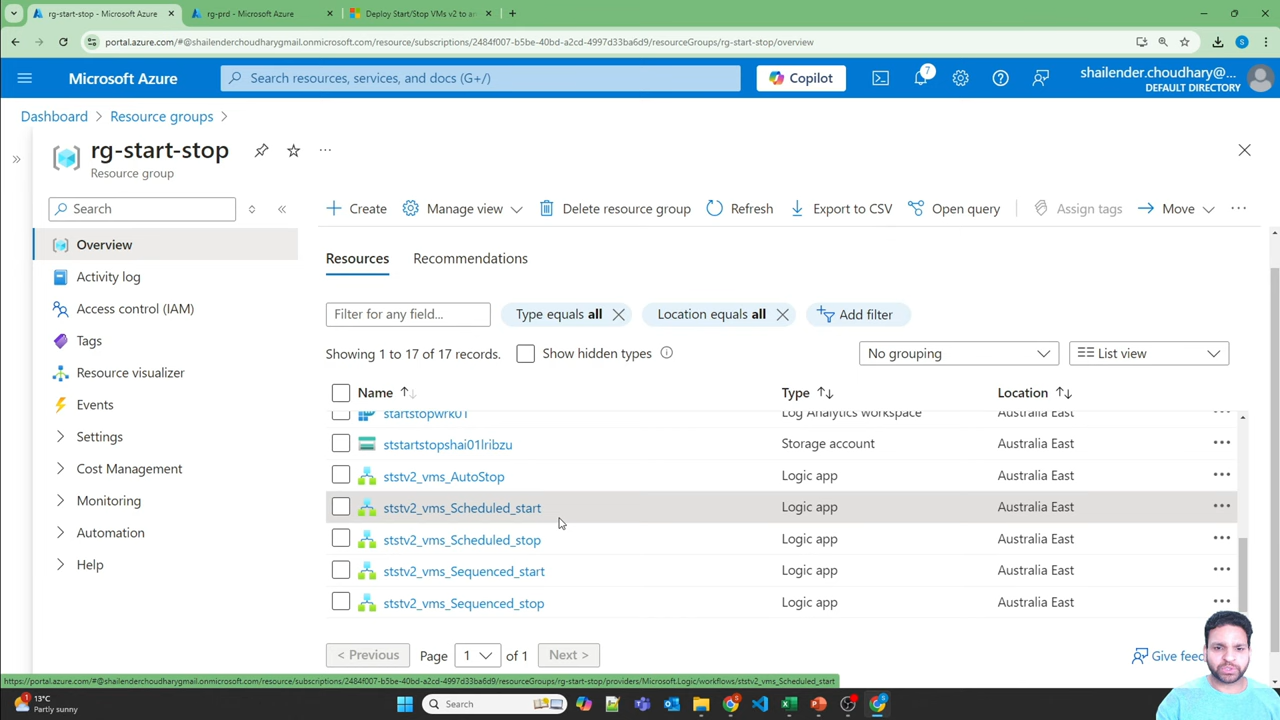 rg-start-stop - Microsoft Azure
rg-prd - Microsoft Azure
Deploy Start/Stop VMs v2 to a
portal.azure.com/#@shailenderchoudharygmail.onmicrosoft.com/resource/subscriptions/2484f007-b5be-40bd-a2cd-4997d33ba6d9/resourceGroups/rg-start-stop/overview
S
Microsoft Azure
Search resources, services, and docs (G+/)
Copilot
7
shailender.choudhary@...
DEFAULT DIRECTORY
Dashboard > Resource groups >
rg-start-stop
Resource group
Search
Create
Manage view
Delete resource group
Refresh
Export to CSV
Open query
Assign tags
Move
Overview
Activity log
Access control (IAM)
Tags
Resource visualizer
Events
Settings
Cost Management
Monitoring
Automation
Help
Resources
Recommendations
Filter for any field...
Type equals all
Location equals all
Add filter
Showing 1 to 17 of 17 records.
Show hidden types
No grouping
List view
Name
Type
Location
startstopwrk01 Log Analytics workspace Australia East
ststartstopshai01lribzu Storage account Australia East
ststv2_vms_AutoStop Logic app Australia East
ststv2_vms_Scheduled_start Logic app Australia East
ststv2_vms_Scheduled_stop Logic app Australia East
ststv2_vms_Sequenced_start Logic app Australia East
ststv2_vms_Sequenced_stop Logic app Australia East
< Previous
Page 1 of 1
Next >
Give feed
https://portal.azure.com/#@shailenderchoudharygmail.onmicrosoft.com/resource/subscriptions/2484f007-b5be-40bd-a2cd-4997d33ba6d9/resourceGroups/rg-start-stop/providers/Microsoft.Logic/workflows/ststv2_vms_Scheduled_start
13°C
Partly sunny
Search